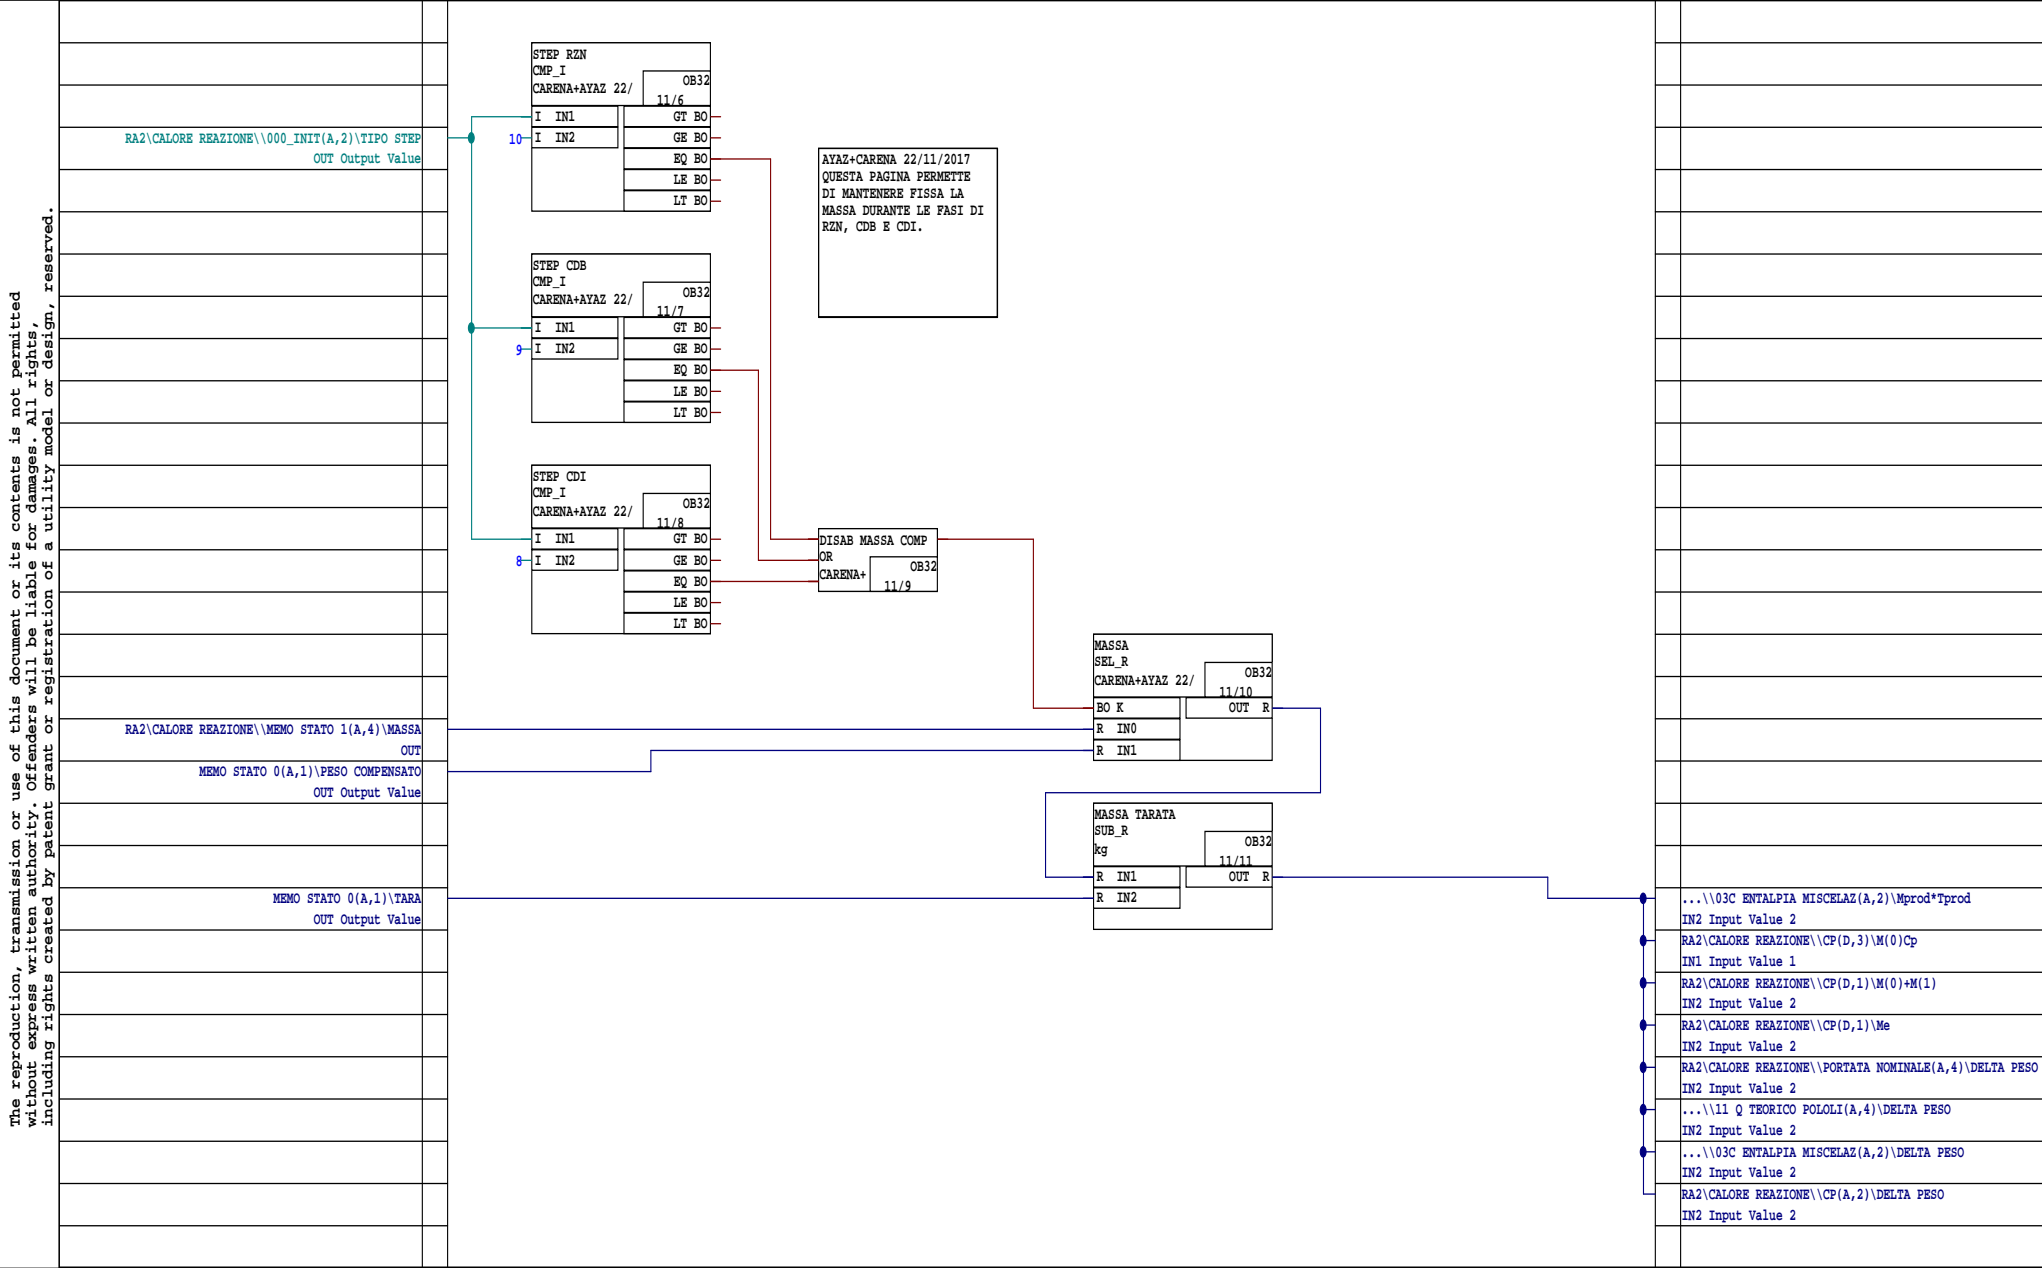 The reproduction, transmission or use of this document or its contents is not permitted
without express written authority. Offenders will be liable for damages. All rights,
including rights created by patent grant or registration of a utility model or design, reserved.
RA2\CALORE REAZIONE\\000_INIT(A,2)\TIPO STEP
OUT Output Value
RA2\CALORE REAZIONE\\MEMO STATO 1(A,4)\MASSA
OUT
MEMO STATO 0(A,1)\PESO COMPENSATO
OUT Output Value
MEMO STATO 0(A,1)\TARA
OUT Output Value
STEP RZN
CMP_I
CARENA+AYAZ 22/
OB32
11/6
I IN1
GT BO
10
I IN2
GE BO
EQ BO
LE BO
LT BO
STEP CDB
CMP_I
CARENA+AYAZ 22/
OB32
11/7
I IN1
GT BO
9
I IN2
GE BO
EQ BO
LE BO
LT BO
STEP CDI
CMP_I
CARENA+AYAZ 22/
OB32
11/8
I IN1
GT BO
8
I IN2
GE BO
EQ BO
LE BO
LT BO
AYAZ+CARENA 22/11/2017
QUESTA PAGINA PERMETTE
DI MANTENERE FISSA LA
MASSA DURANTE LE FASI DI
RZN, CDB E CDI.
DISAB MASSA COMP
OR
CARENA+
OB32
11/9
MASSA
SEL_R
CARENA+AYAZ 22/
OB32
11/10
BO K
OUT R
R IN0
R IN1
MASSA TARATA
SUB_R
kg
OB32
11/11
R IN1
OUT R
R IN2
...\\03C ENTALPIA MISCELAZ(A,2)\Mprod*Tprod
IN2 Input Value 2
RA2\CALORE REAZIONE\\CP(D,3)\M(0)Cp
IN1 Input Value 1
RA2\CALORE REAZIONE\\CP(D,1)\M(0)+M(1)
IN2 Input Value 2
RA2\CALORE REAZIONE\\CP(D,1)\Me
IN2 Input Value 2
RA2\CALORE REAZIONE\\PORTATA NOMINALE(A,4)\DELTA PESO
IN2 Input Value 2
...\\11 Q TEORICO POLOLI(A,4)\DELTA PESO
IN2 Input Value 2
...\\03C ENTALPIA MISCELAZ(A,2)\DELTA PESO
IN2 Input Value 2
RA2\CALORE REAZIONE\\CP(A,2)\DELTA PESO
IN2 Input Value 2